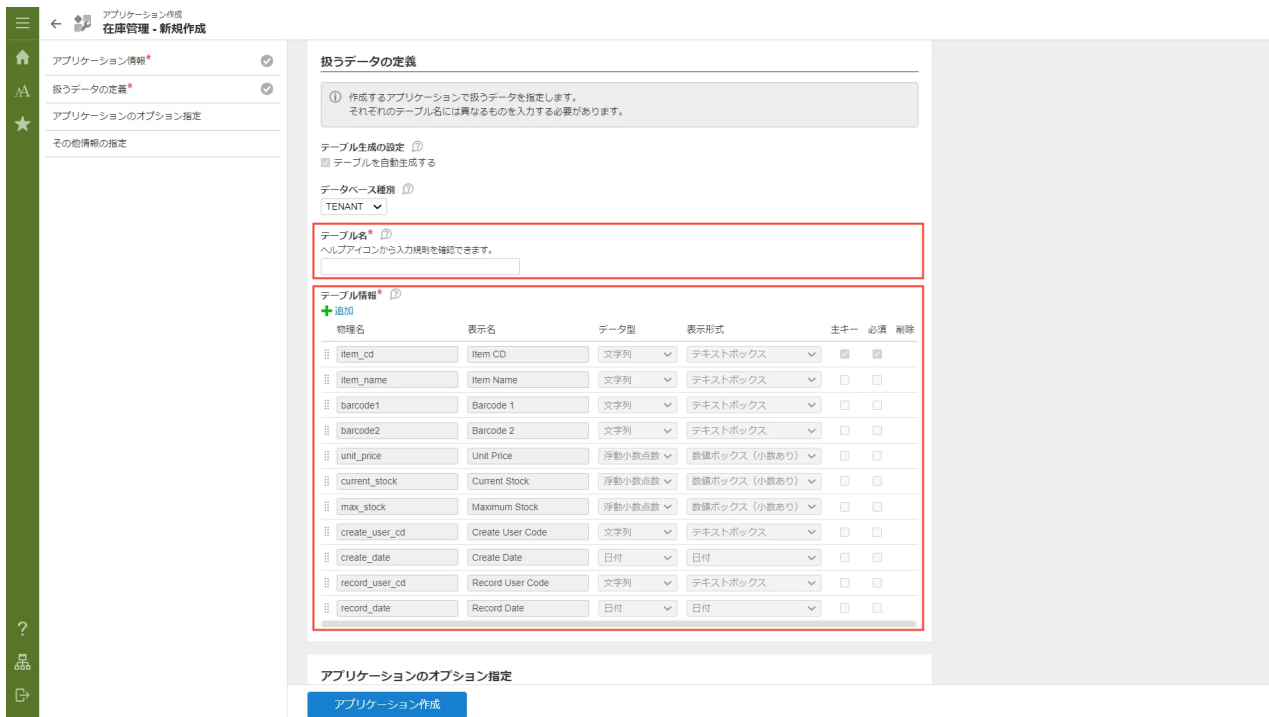 アプリケーション作成
在庫管理 - 新規作成
アプリケーション情報*
扱うデータの定義*
アプリケーションのオプション指定
その他情報の指定
扱うデータの定義
作成するアプリケーションで扱うデータを指定します。
それぞれのテーブル名には異なるものを入力する必要があります。
テーブル生成の設定
テーブルを自動生成する
データベース種別
TENANT
テーブル名*
ヘルプアイコンから入力規則を確認できます。
テーブル情報*
追加
物理名 表示名 データ型 表示形式 主キー 必須 削除
item_cd Item CD 文字列 テキストボックス
item_name Item Name 文字列 テキストボックス
barcode1 Barcode 1 文字列 テキストボックス
barcode2 Barcode 2 文字列 テキストボックス
unit_price Unit Price 浮動小数点数 数値ボックス（小数あり）
current_stock Current Stock 浮動小数点数 数値ボックス（小数あり）
max_stock Maximum Stock 浮動小数点数 数値ボックス（小数あり）
create_user_cd Create User Code 文字列 テキストボックス
create_date Create Date 日付 日付
record_user_cd Record User Code 文字列 テキストボックス
record_date Record Date 日付 日付
アプリケーションのオプション指定
アプリケーション作成